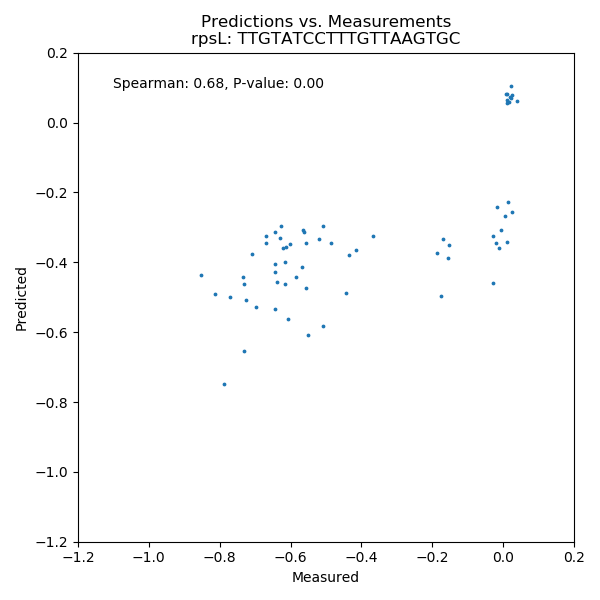 Predictions vs. Measurements
rpsL: TTGTATCCTTTGTTAAGTGC
Spearman: 0.68, P-value: 0.00
0.2
0.0
−0.2
−0.4
−0.6
−0.8
−1.0
−1.2
Predicted
−1.2 −1.0 −0.8 −0.6 −0.4 −0.2 0.0 0.2
Measured